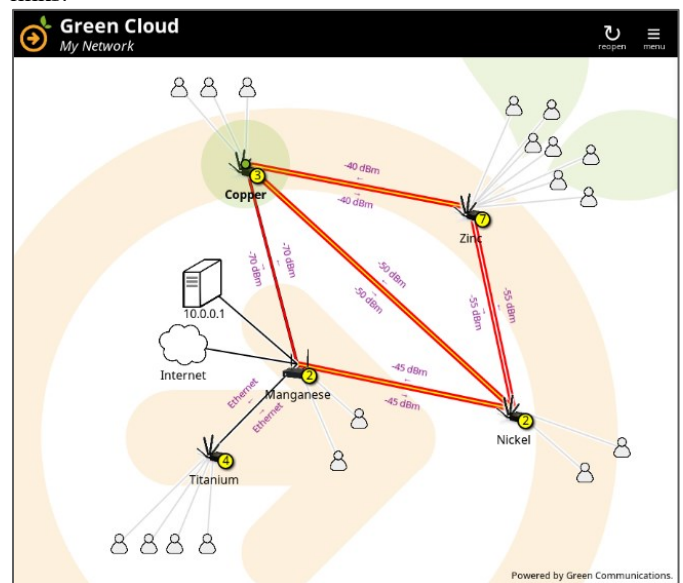 Green Cloud
My Network
reopen
menu
3
Copper
-40 dBm
-40 dBm
7
Zinc
-70 dBm
-70 dBm
-50 dBm
-50 dBm
-55 dBm
-55 dBm
10.0.0.1
Internet
2
Manganese
-45 dBm
-45 dBm
2
Nickel
Ethernet
Ethernet
4
Titanium
Powered by Green Communications.